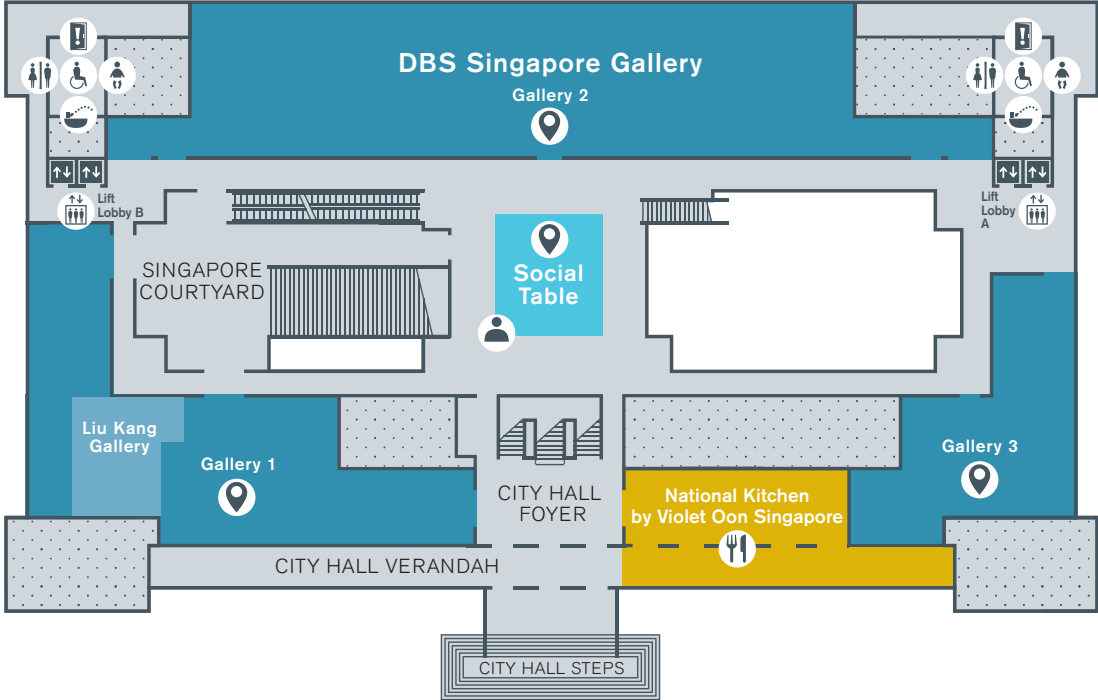 DBS Singapore Gallery
Gallery 2
Lift
Lobby B
Lift
Lobby
A
SINGAPORE
COURTYARD
Social
Table
Liu Kang
Gallery
Gallery 1
Gallery 3
CITY HALL
FOYER
National Kitchen
by Violet Oon Singapore
CITY HALL VERANDAH
CITY HALL STEPS